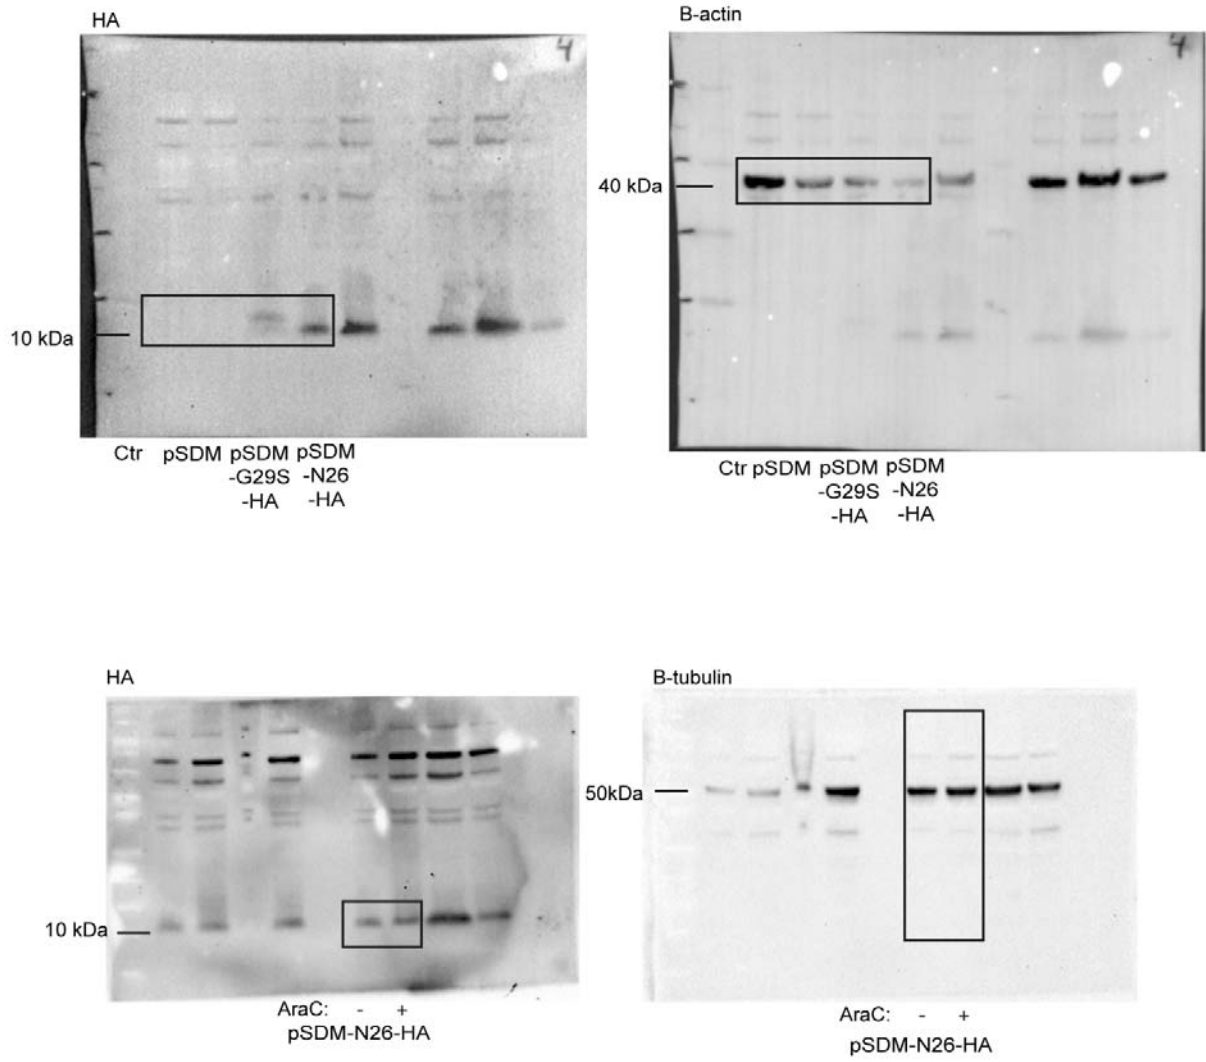 HA
B-actin
4
4
40 kDa
10 kDa
Ctr pSDM pSDM pSDM
-G29S -N26
-HA -HA
Ctr pSDM pSDM pSDM
-G29S -N26
-HA -HA
HA
B-tubulin
50kDa
10 kDa
AraC: - +
pSDM-N26-HA
AraC: - +
pSDM-N26-HA